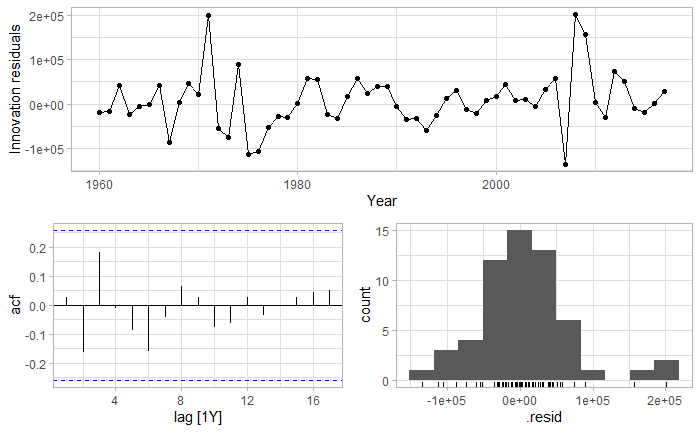 Innovation residuals
2e+05
1e+05
0e+00
-1e+05
1960
1980
2000
Year
acf
0.2
0.1
0.0
-0.1
-0.2
4
8
12
16
lag [1Y]
count
15
10
5
0
-1e+05
0e+00
1e+05
2e+05
.resid